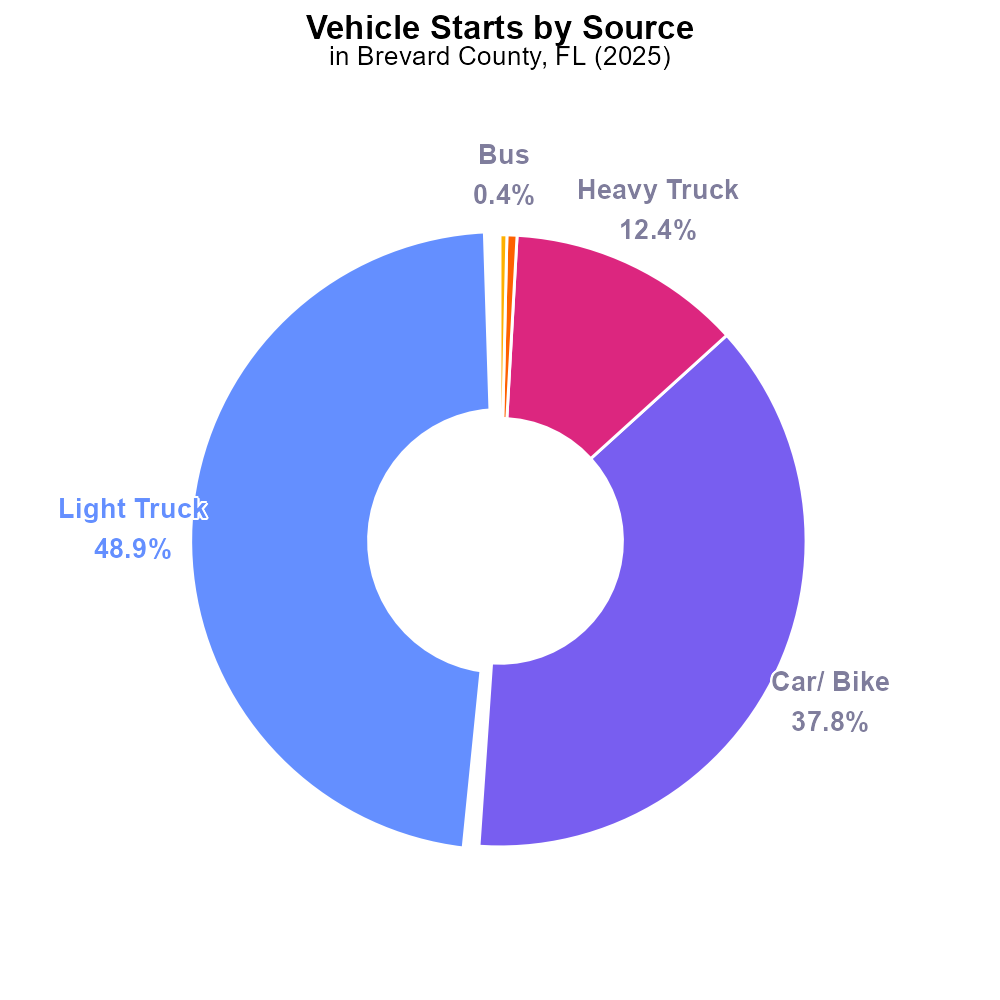 Vehicle Starts by Source
in Brevard County, FL (2025)
Bus
0.4%
Heavy Truck
12.4%
Light Truck
48.9%
Car/ Bike
37.8%